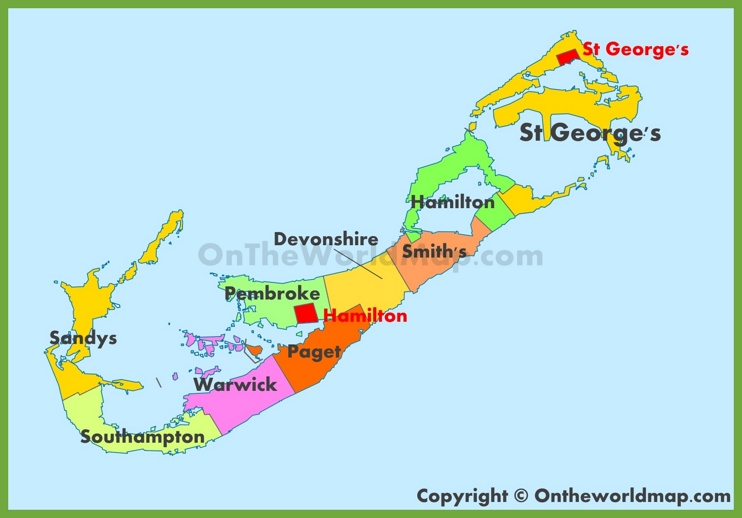 St George's
St George's
Hamilton
Devonshire
Smith's
OnTheWorldMap.com
Pembroke
Hamilton
Sandys
Paget
Warwick
Southampton
Copyright © Ontheworldmap.com